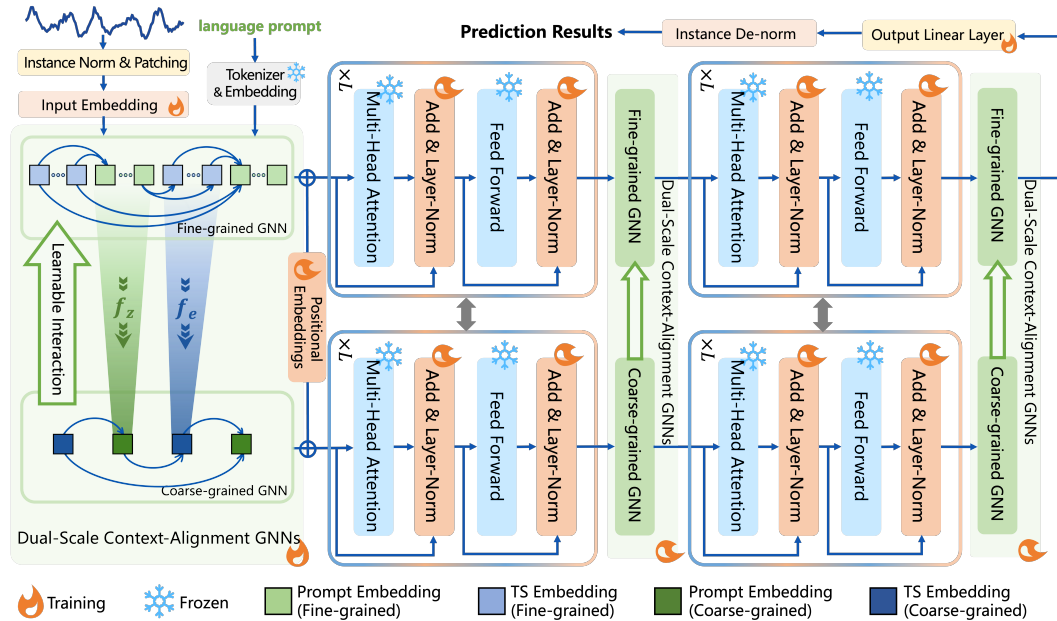 language prompt
Prediction Results
Instance De-norm
Output Linear Layer
Instance Norm & Patching
Tokenizer
& Embedding
Input Embedding
Fine-grained GNN
Learnable Interaction
f_z
f_e
Positional
Embeddings
Coarse-grained GNN
Dual-Scale Context-Alignment GNNs
×L
Multi-Head Attention
Add & Layer-Norm
Feed Forward
Add & Layer-Norm
Fine-grained GNN
Dual-Scale Context-Alignment GNNs
×L
Multi-Head Attention
Add & Layer-Norm
Feed Forward
Add & Layer-Norm
Fine-grained GNN
Dual-Scale Context-Alignment GNNs
×L
Multi-Head Attention
Add & Layer-Norm
Feed Forward
Add & Layer-Norm
Coarse-grained GNN
×L
Multi-Head Attention
Add & Layer-Norm
Feed Forward
Add & Layer-Norm
Coarse-grained GNN
Training
Frozen
Prompt Embedding
(Fine-grained)
TS Embedding
(Fine-grained)
Prompt Embedding
(Coarse-grained)
TS Embedding
(Coarse-grained)